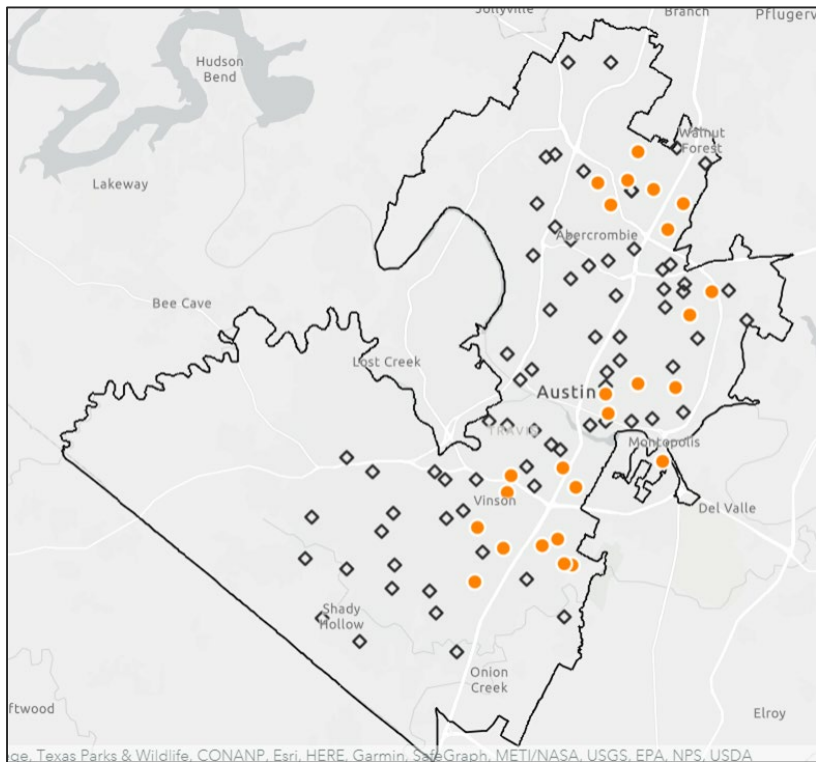 Jollyville
Branch
Pflugerv
Hudson
Bend
Walnut
Forest
Lakeway
Abercrombie
Bee Cave
Lost Creek
Austin
TRAVIS
Montopolis
Vinson
Del Valle
Shady
Hollow
Onion
Creek
ftwood
Elroy
ge, Texas Parks & Wildlife, CONANP, Esri, HERE, Garmin, SafeGraph, METI/NASA, USGS, EPA, NPS, USDA